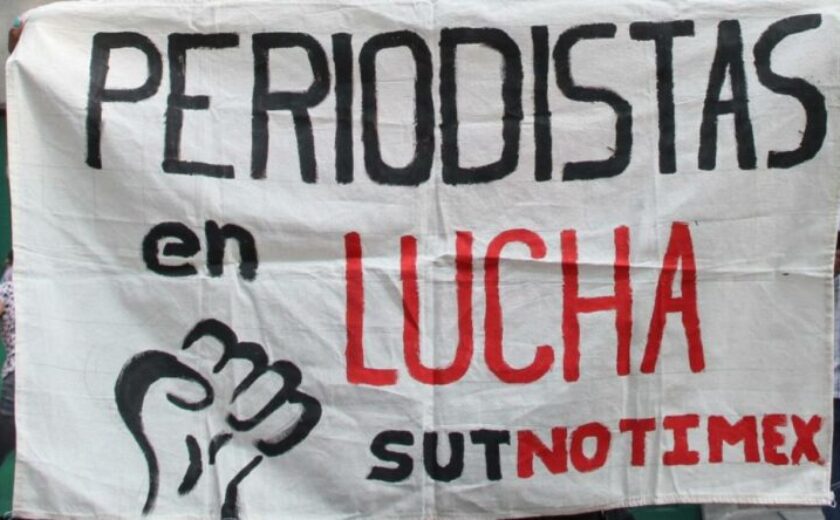 PERIODISTAS
en LUCHA
SUTNOTIMEX